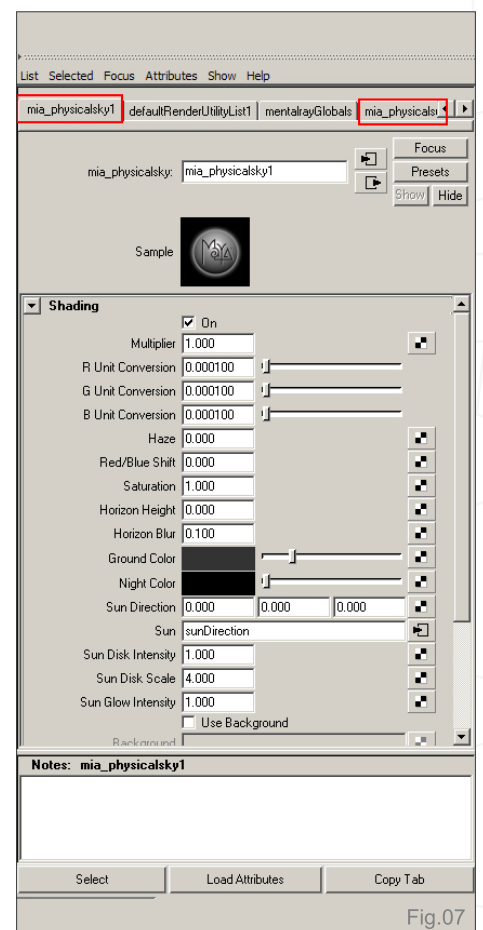 List Selected Focus Attributes Show Help
mia_physicalsky1 defaultRenderUtilityList1 mentalrayGlobals mia_physicalsu
Focus
mia_physicalsky: mia_physicalsky1
Presets
Show Hide
Sample
MAYA
Shading
On
Multiplier 1.000
R Unit Conversion 0.000100
G Unit Conversion 0.000100
B Unit Conversion 0.000100
Haze 0.000
Red/Blue Shift 0.000
Saturation 1.000
Horizon Height 0.000
Horizon Blur 0.100
Ground Color
Night Color
Sun Direction 0.000 0.000 0.000
Sun sunDirection
Sun Disk Intensity 1.000
Sun Disk Scale 4.000
Sun Glow Intensity 1.000
Use Background
Background
Notes: mia_physicalsky1
Select Load Attributes Copy Tab
Fig.07